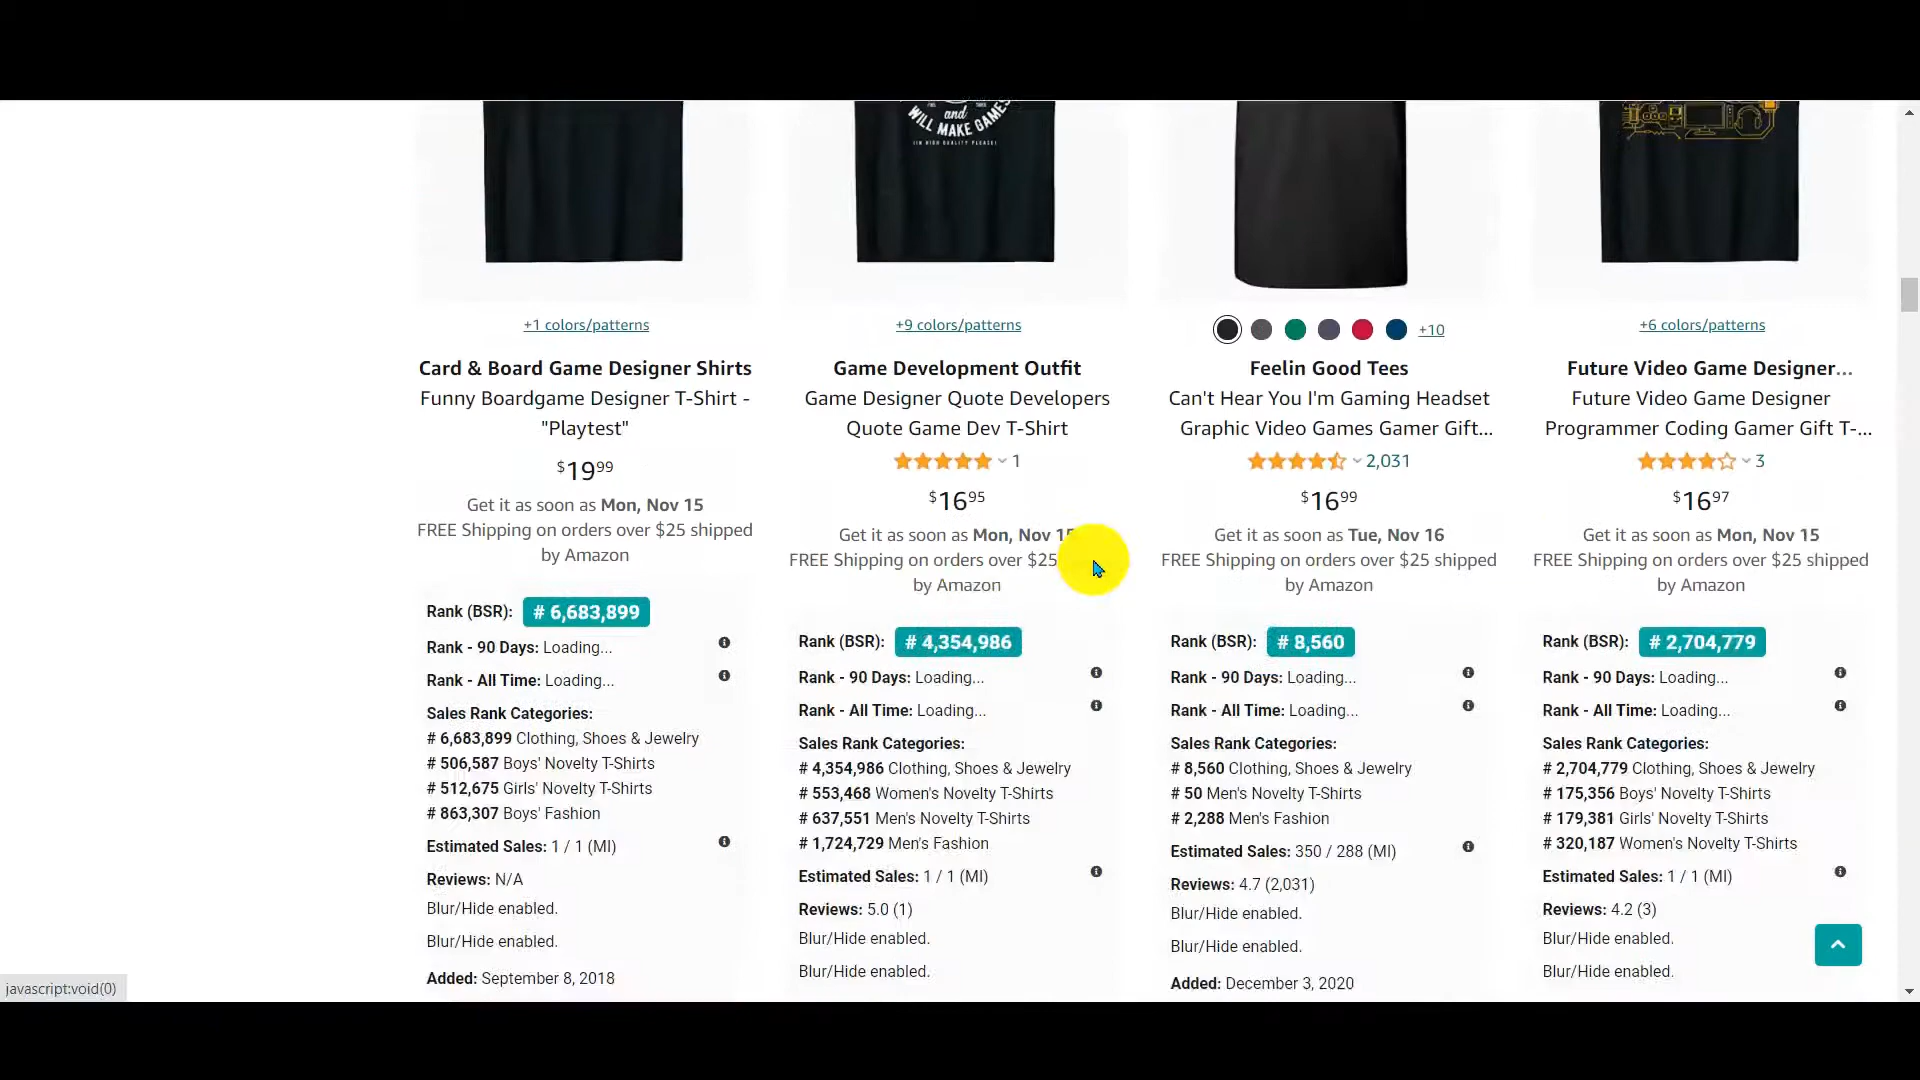 and
WILL MAKE GAMES
(IN HIGH QUALITY PLEASE)
+1 colors/patterns
Card & Board Game Designer Shirts
Funny Boardgame Designer T-Shirt -
"Playtest"
$19.99
Get it as soon as Mon, Nov 15
FREE Shipping on orders over $25 shipped
by Amazon
Rank (BSR): # 6,683,899
Rank - 90 Days: Loading...
Rank - All Time: Loading...
Sales Rank Categories:
# 6,683,899 Clothing, Shoes & Jewelry
# 506,587 Boys' Novelty T-Shirts
# 512,675 Girls' Novelty T-Shirts
# 863,307 Boys' Fashion
Estimated Sales: 1 / 1 (MI)
Reviews: N/A
Blur/Hide enabled.
Blur/Hide enabled.
Added: September 8, 2018
+9 colors/patterns
Game Development Outfit
Game Designer Quote Developers
Quote Game Dev T-Shirt
1
$16.95
Get it as soon as Mon, Nov 15
FREE Shipping on orders over $25
by Amazon
Rank (BSR): # 4,354,986
Rank - 90 Days: Loading...
Rank - All Time: Loading...
Sales Rank Categories:
# 4,354,986 Clothing, Shoes & Jewelry
# 553,468 Women's Novelty T-Shirts
# 637,551 Men's Novelty T-Shirts
# 1,724,729 Men's Fashion
Estimated Sales: 1 / 1 (MI)
Reviews: 5.0 (1)
Blur/Hide enabled.
Blur/Hide enabled.
+10
Feelin Good Tees
Can't Hear You I'm Gaming Headset
Graphic Video Games Gamer Gift...
2,031
$16.99
Get it as soon as Tue, Nov 16
FREE Shipping on orders over $25 shipped
by Amazon
Rank (BSR): # 8,560
Rank - 90 Days: Loading...
Rank - All Time: Loading...
Sales Rank Categories:
# 8,560 Clothing, Shoes & Jewelry
# 50 Men's Novelty T-Shirts
# 2,288 Men's Fashion
Estimated Sales: 350 / 288 (MI)
Reviews: 4.7 (2,031)
Blur/Hide enabled.
Blur/Hide enabled.
Added: December 3, 2020
+6 colors/patterns
Future Video Game Designer...
Future Video Game Designer
Programmer Coding Gamer Gift T-...
3
$16.97
Get it as soon as Mon, Nov 15
FREE Shipping on orders over $25 shipped
by Amazon
Rank (BSR): # 2,704,779
Rank - 90 Days: Loading...
Rank - All Time: Loading...
Sales Rank Categories:
# 2,704,779 Clothing, Shoes & Jewelry
# 175,356 Boys' Novelty T-Shirts
# 179,381 Girls' Novelty T-Shirts
# 320,187 Women's Novelty T-Shirts
Estimated Sales: 1 / 1 (MI)
Reviews: 4.2 (3)
Blur/Hide enabled.
Blur/Hide enabled.
javascript:void(0)